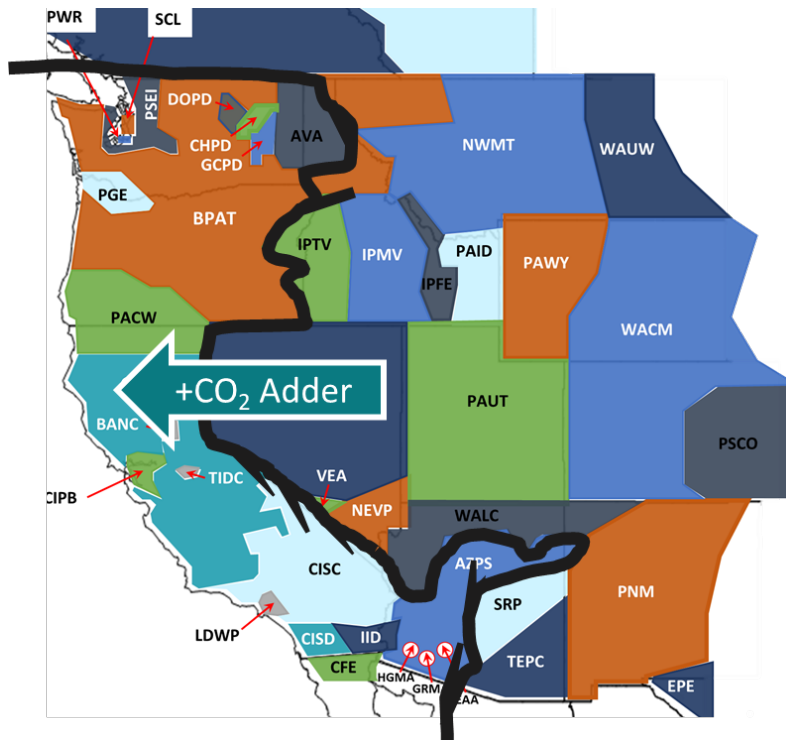 PWR
SCL
PSEI
DOPD
CHPD
GCPD
AVA
NWMT
WAUW
PGE
BPAT
IPTV
IPMV
IPFE
PAID
PAWY
PACW
WACM
+CO₂ Adder
BANC
PAUT
PSCO
CIPB
TIDC
VEA
NEVP
WALC
CISC
AZPS
SRP
PNM
LDWP
CISD
IID
TEPC
CFE
HGMA
GRM
EAA
EPE